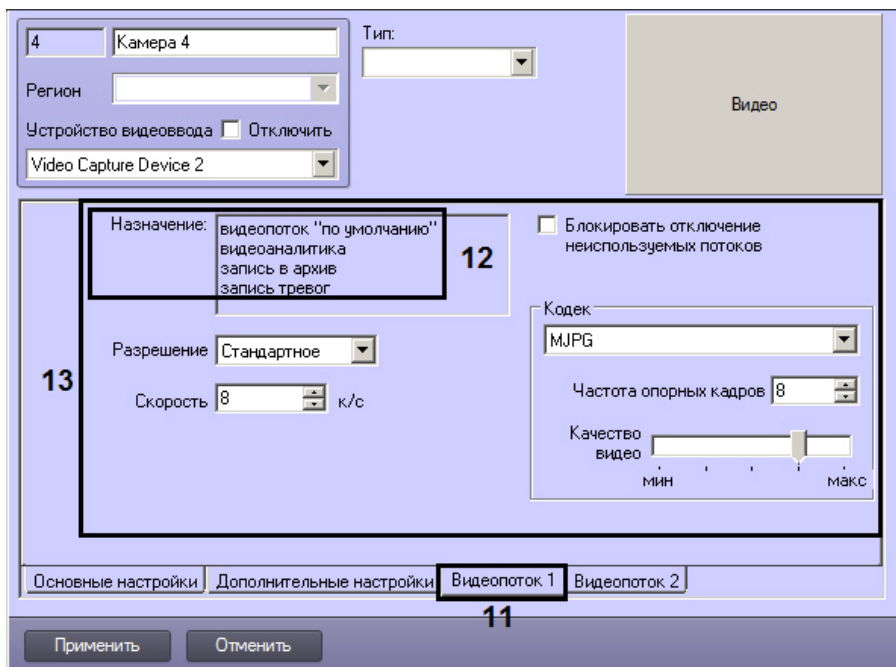 4
Камера 4
Тип:
Регион
Устройство видеоввода
Отключить
Video Capture Device 2
Видео
Назначение:
видеопоток "по умолчанию"
видеоаналитика
запись в архив
запись тревог
12
Блокировать отключение
неиспользуемых потоков
Разрешение
Стандартное
Скорость
8
к/с
13
Кодек
MJPG
Частота опорных кадров
8
Качество
видео
мин
макс
Основные настройки
Дополнительные настройки
Видеопоток 1
Видеопоток 2
11
Применить
Отменить